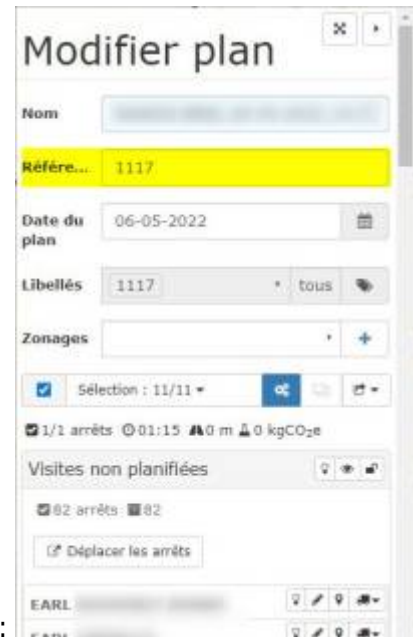 Modifier plan
Nom
Référe... 1117
Date du plan 06-05-2022
Libellés 1117 tous
Zonages
Sélection : 11/11
1/1 arrêts 01:15 0 m 0 kgCO₂e
Visites non planifiées
82 arrêts 82
Déplacer les arrêts
EARL
EARL
: